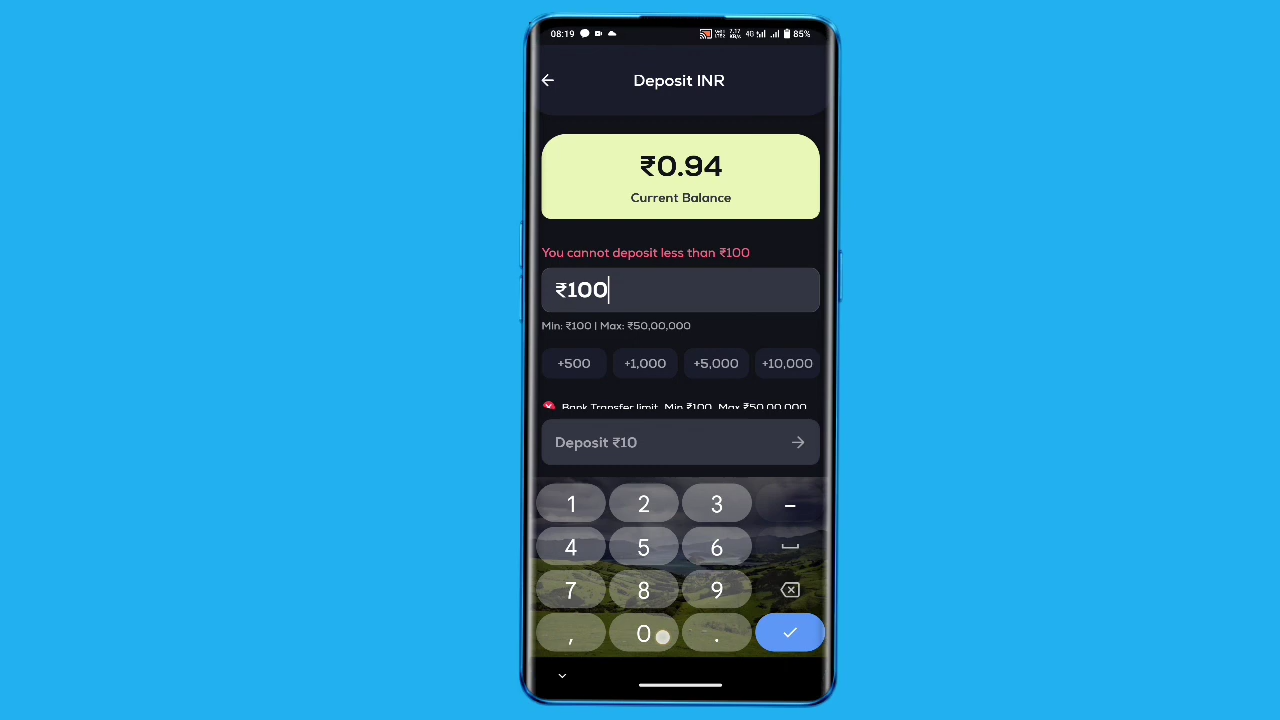 08:19 4G 85%
Deposit INR
₹0.94
Current Balance
You cannot deposit less than ₹100
₹100
Min: ₹100 | Max: ₹50,00,000
+500 +1,000 +5,000 +10,000
Bank Transfer limit Min ₹100 Max ₹50,00,000
Deposit ₹10
1 2 3 -
4 5 6
7 8 9
, 0 .